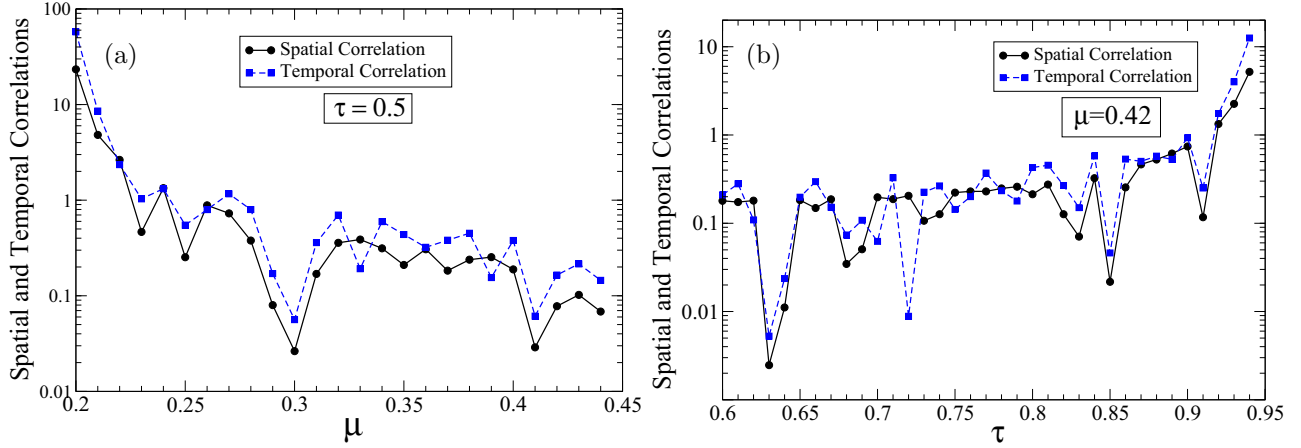 (a)
Spatial Correlation
Temporal Correlation
τ = 0.5
Spatial and Temporal Correlations
100
10
1
0.1
0.01
0.2
0.25
0.3
0.35
0.4
0.45
μ
(b)
Spatial Correlation
Temporal Correlation
μ=0.42
Spatial and Temporal Correlations
10
1
0.1
0.01
0.6
0.65
0.7
0.75
0.8
0.85
0.9
0.95
τ